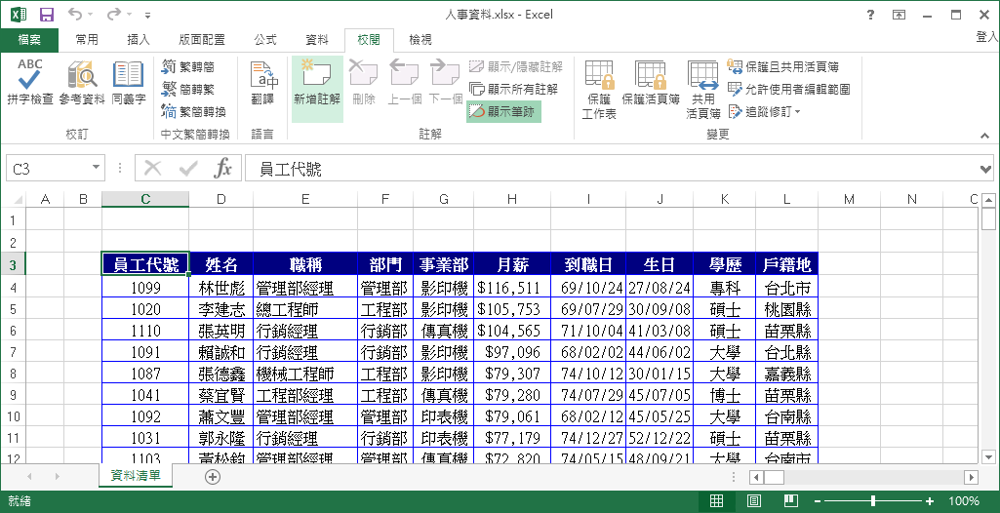 人事資料.xlsx - Excel
?
登入
檔案 常用 插入 版面配置 公式 資料 校閱 檢視
ABC
拼字檢查 參考資料 同義字
校訂
繁轉簡
簡轉繁
繁簡轉換
中文繁簡轉換
翻譯
語言
新增註解 刪除 上一個 下一個
顯示/隱藏註解
顯示所有註解
顯示筆跡
註解
保護
工作表
保護活頁簿
共用
活頁簿
保護且共用活頁簿
允許使用者編輯範圍
追蹤修訂
變更
C3 fx 員工代號
A B C D E F G H I J K L M N
1
2
3 員工代號 姓名 職稱 部門 事業部 月薪 到職日 生日 學歷 戶籍地
4 1099 林世彪 管理部經理 管理部 影印機 $116,511 69/10/24 27/08/24 專科 台北市
5 1020 李建志 總工程師 工程部 影印機 $105,753 69/07/29 30/09/08 碩士 桃園縣
6 1110 張英明 行銷經理 行銷部 傳真機 $104,565 71/10/04 41/03/08 碩士 苗栗縣
7 1091 賴誠和 行銷經理 行銷部 影印機 $97,096 68/02/02 44/06/02 大學 台北縣
8 1087 張德鑫 機械工程師 工程部 影印機 $79,307 74/10/12 30/01/15 大學 嘉義縣
9 1041 蔡宜賢 工程部經理 工程部 傳真機 $79,280 74/07/29 45/07/05 博士 苗栗縣
10 1092 蕭文豐 管理部經理 管理部 印表機 $79,061 68/02/12 45/05/25 大學 台南縣
11 1031 郭永隆 行銷經理 行銷部 印表機 $77,179 74/12/27 52/12/22 碩士 苗栗縣
12 1103 黃松鈞 管理部經理 管理部 傳真機 $72,820 74/05/15 48/09/21 大學 台南市
資料清單
就緒
100%